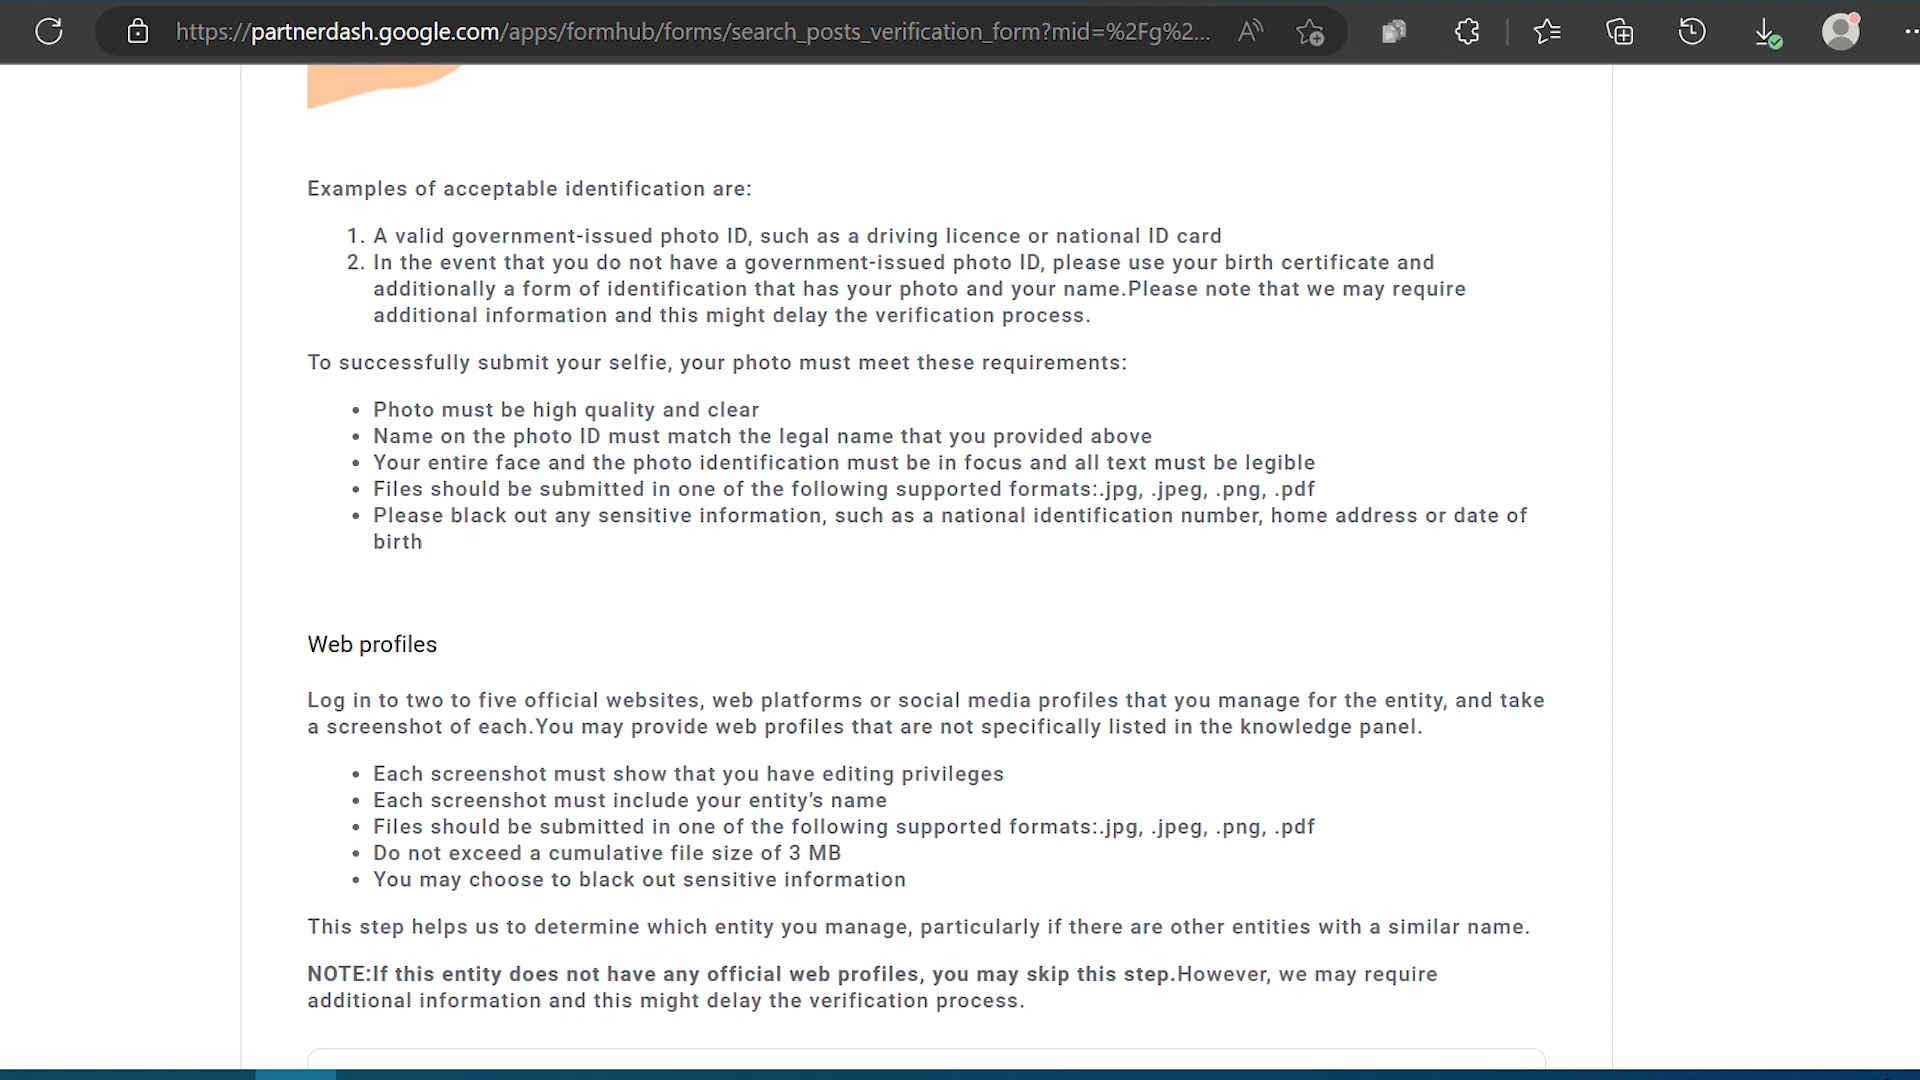 https://partnerdash.google.com/apps/formhub/forms/search_posts_verification_form?mid=%2Fg%2...
Examples of acceptable identification are:
1. A valid government-issued photo ID, such as a driving licence or national ID card
2. In the event that you do not have a government-issued photo ID, please use your birth certificate and
additionally a form of identification that has your photo and your name.Please note that we may require
additional information and this might delay the verification process.
To successfully submit your selfie, your photo must meet these requirements:
• Photo must be high quality and clear
• Name on the photo ID must match the legal name that you provided above
• Your entire face and the photo identification must be in focus and all text must be legible
• Files should be submitted in one of the following supported formats:.jpg, .jpeg, .png, .pdf
• Please black out any sensitive information, such as a national identification number, home address or date of
birth
Web profiles
Log in to two to five official websites, web platforms or social media profiles that you manage for the entity, and take
a screenshot of each.You may provide web profiles that are not specifically listed in the knowledge panel.
• Each screenshot must show that you have editing privileges
• Each screenshot must include your entity’s name
• Files should be submitted in one of the following supported formats:.jpg, .jpeg, .png, .pdf
• Do not exceed a cumulative file size of 3 MB
• You may choose to black out sensitive information
This step helps us to determine which entity you manage, particularly if there are other entities with a similar name.
NOTE:If this entity does not have any official web profiles, you may skip this step.However, we may require
additional information and this might delay the verification process.